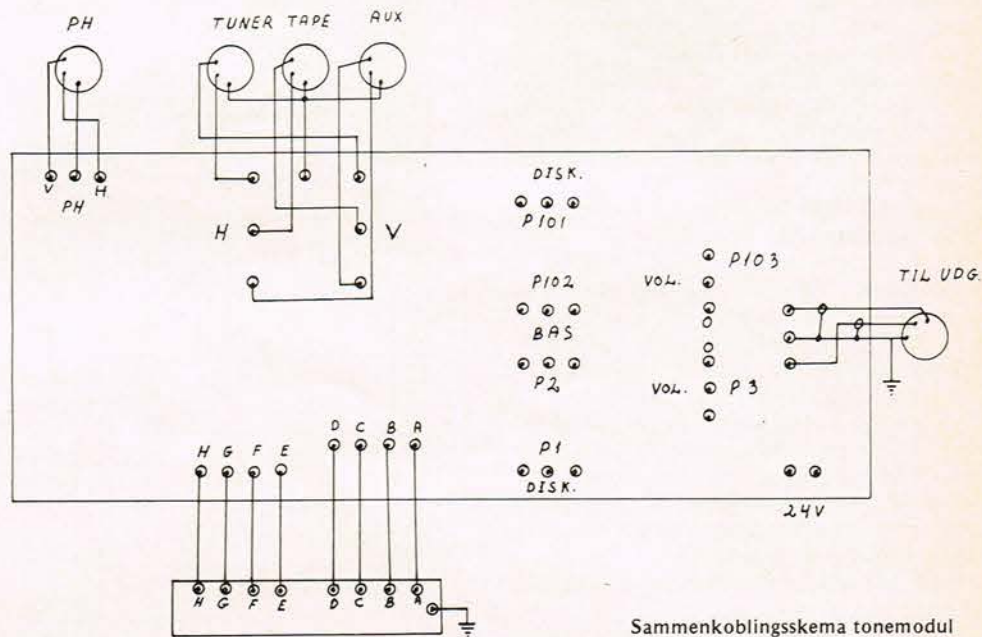 PH
TUNER TAPE AUX
V H
PH
H V
DISK.
P101
P102
BAS
P2
P1
DISK.
VOL. P103
VOL. P3
TIL UDG.
24V
D C B A
H G F E
H G F E D C B A
Sammenkoblingsskema tonemodul